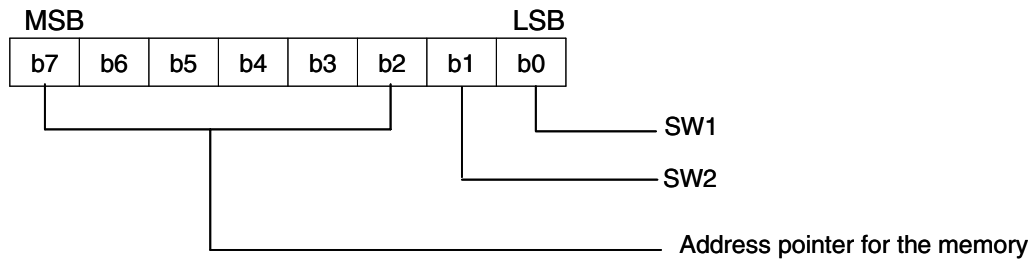 MSB LSB
b7 b6 b5 b4 b3 b2 b1 b0
SW1
SW2
Address pointer for the memory